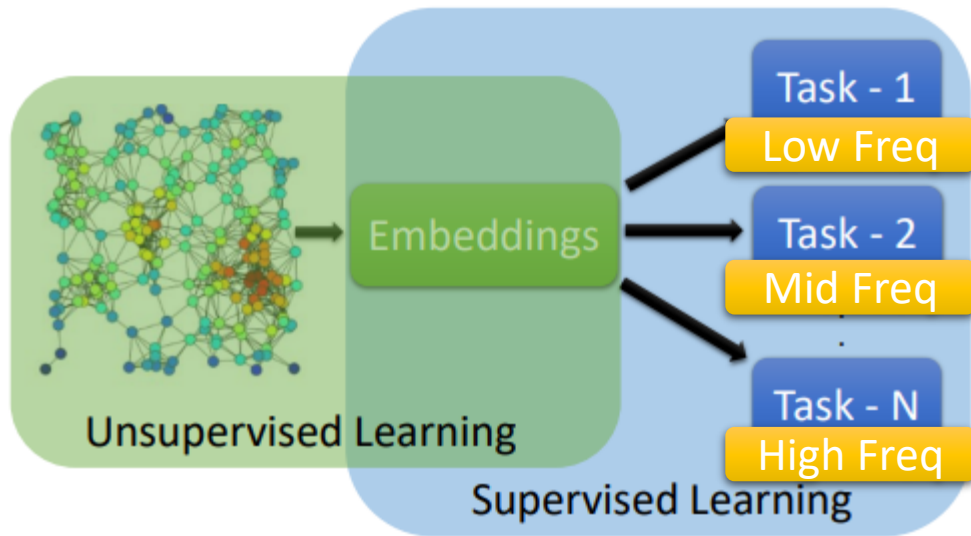 Task - 1
Low Freq
Embeddings
Task - 2
Mid Freq
Task - N
High Freq
Unsupervised Learning
Supervised Learning